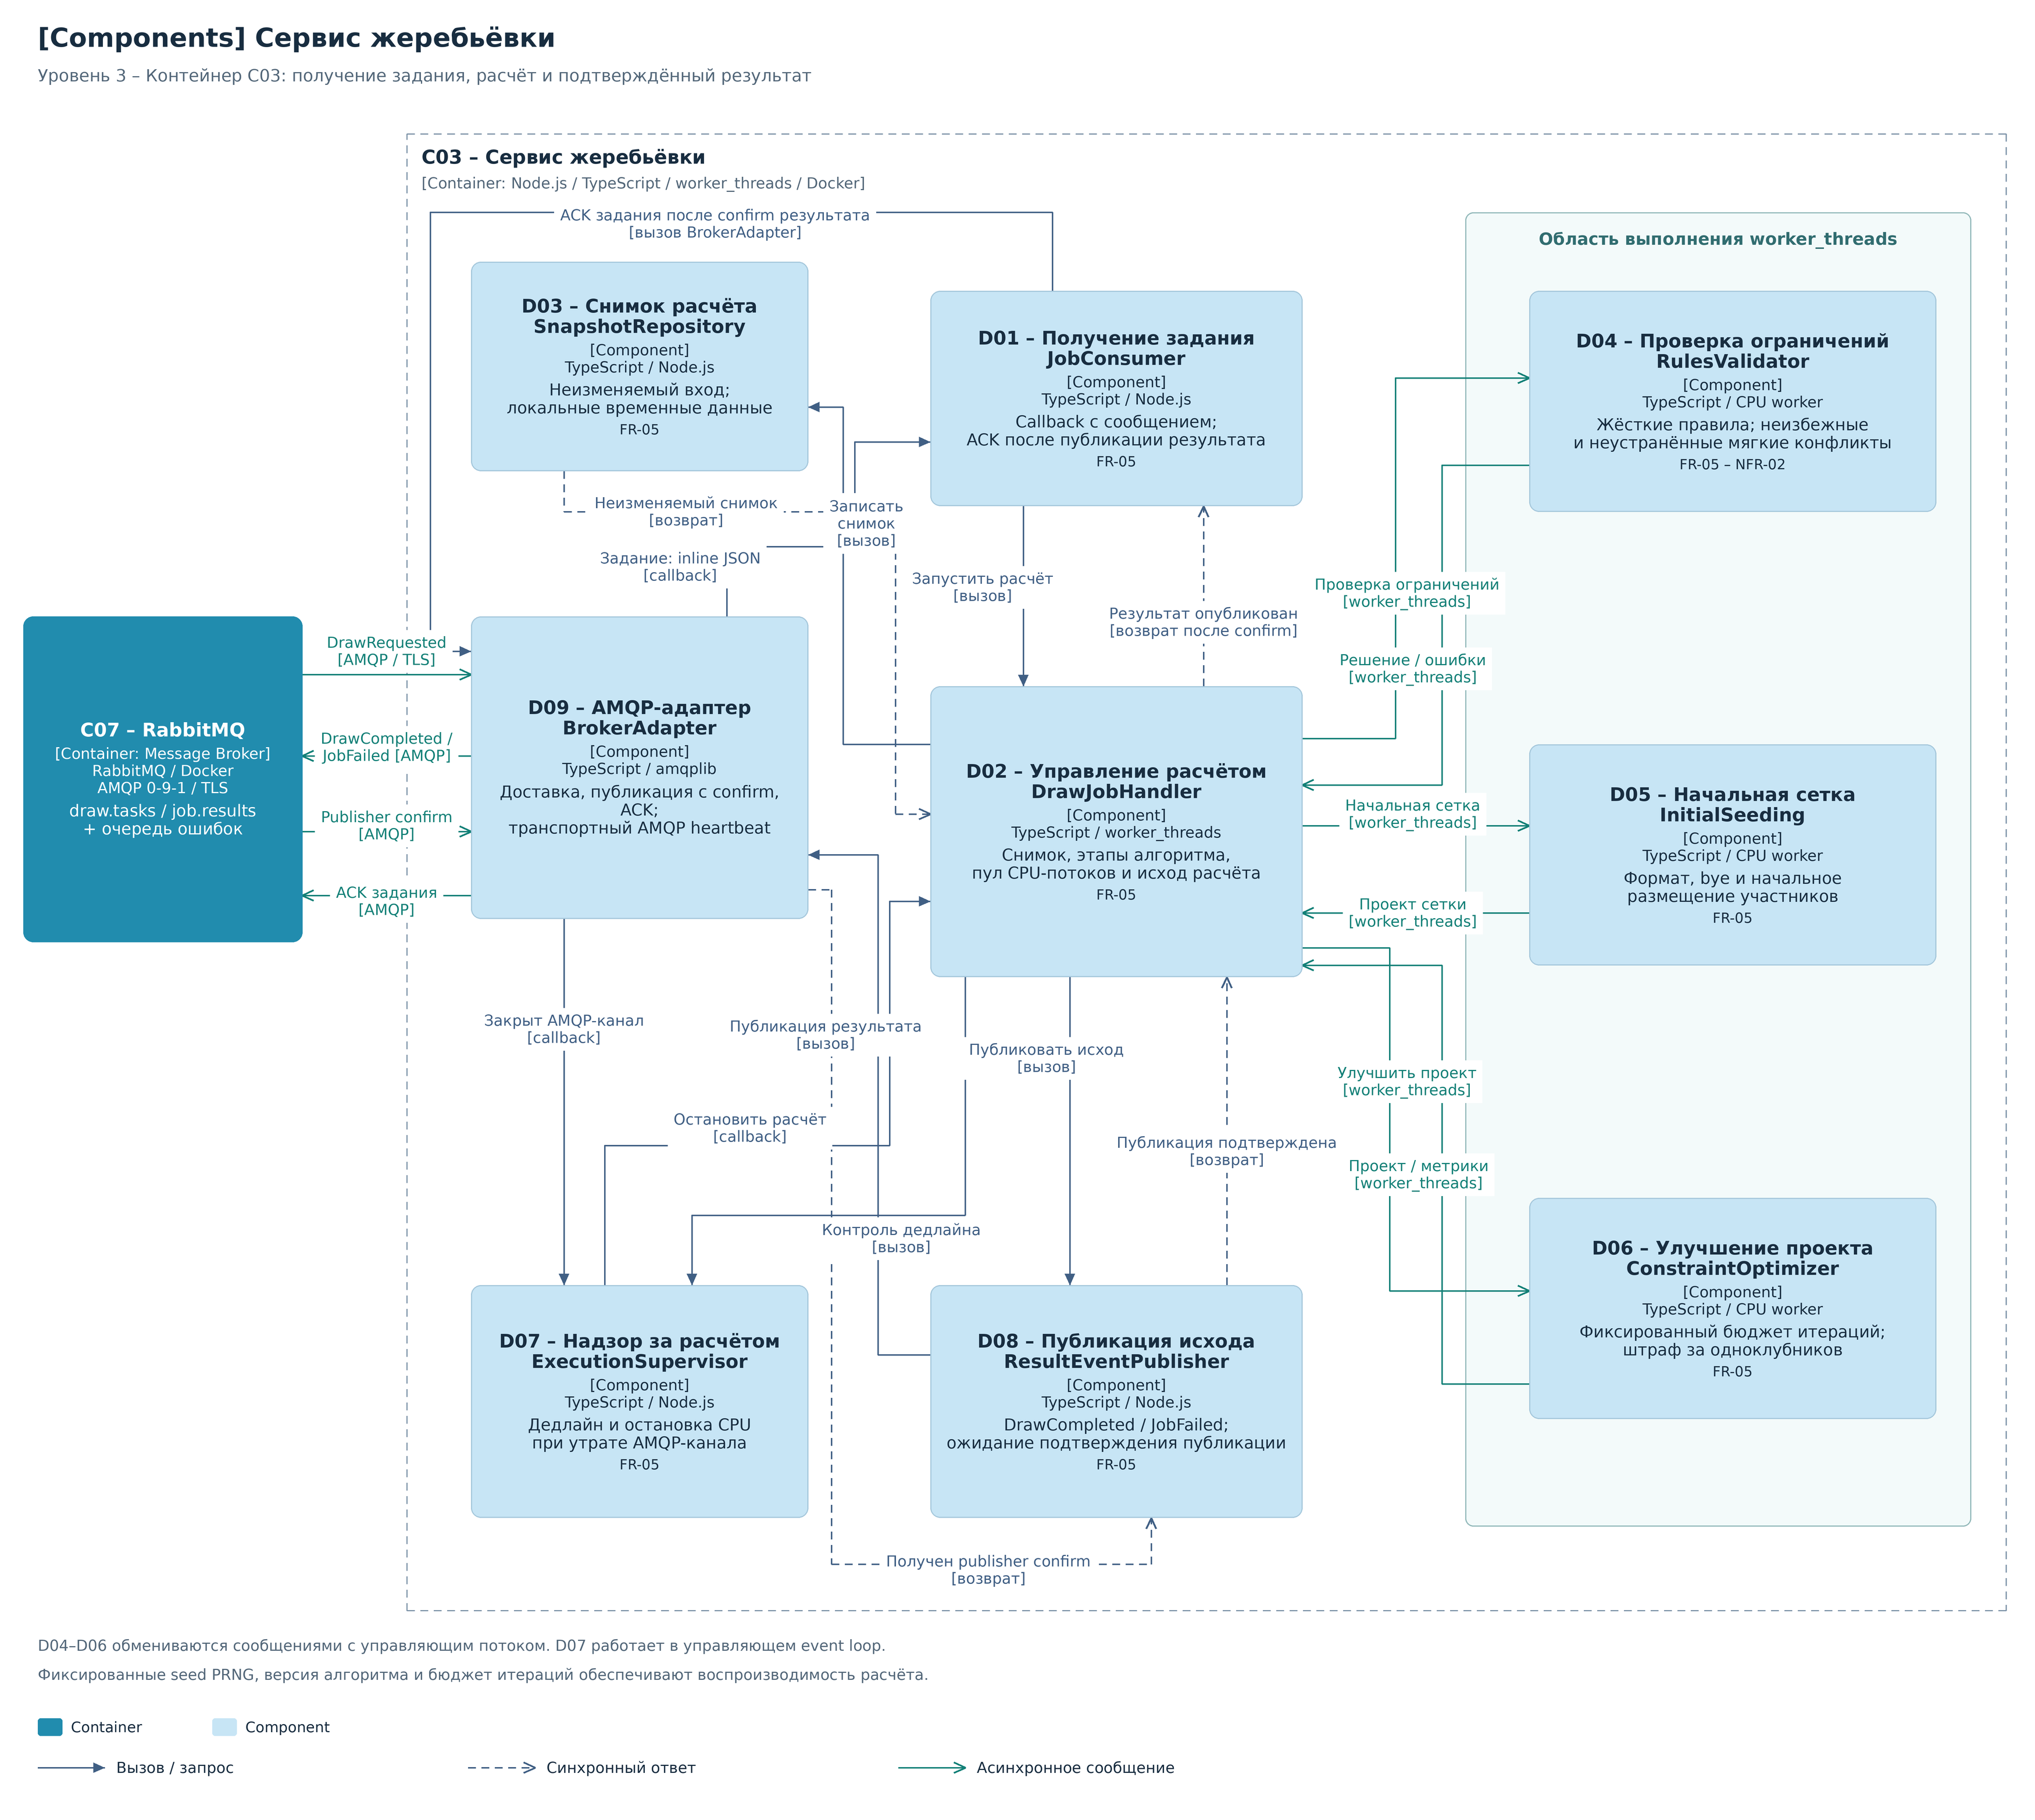 [Components] Сервис жеребьёвки
Уровень 3 – Контейнер C03: получение задания, расчёт и подтверждённый результат
C03 – Сервис жеребьёвки
[Container: Node.js / TypeScript / worker_threads / Docker]
ACK задания после confirm результата
[вызов BrokerAdapter]
Область выполнения worker_threads
D03 – Снимок расчёта
SnapshotRepository
[Component]
TypeScript / Node.js
Неизменяемый вход;
локальные временные данные
FR-05
D01 – Получение задания
JobConsumer
[Component]
TypeScript / Node.js
Callback с сообщением;
ACK после публикации результата
FR-05
D04 – Проверка ограничений
RulesValidator
[Component]
TypeScript / CPU worker
Жёсткие правила; неизбежные
и неустранённые мягкие конфликты
FR-05 – NFR-02
Неизменяемый снимок
[возврат]
Записать
снимок
[вызов]
Задание: inline JSON
[callback]
Запустить расчёт
[вызов]
Результат опубликован
[возврат после confirm]
Проверка ограничений
[worker_threads]
Решение / ошибки
[worker_threads]
DrawRequested
[AMQP / TLS]
DrawCompleted /
JobFailed [AMQP]
Publisher confirm
[AMQP]
ACK задания
[AMQP]
C07 – RabbitMQ
[Container: Message Broker]
RabbitMQ / Docker
AMQP 0-9-1 / TLS
draw.tasks / job.results
+ очередь ошибок
D09 – AMQP-адаптер
BrokerAdapter
[Component]
TypeScript / amqplib
Доставка, публикация с confirm,
ACK;
транспортный AMQP heartbeat
D02 – Управление расчётом
DrawJobHandler
[Component]
TypeScript / worker_threads
Снимок, этапы алгоритма,
пул CPU-потоков и исход расчёта
FR-05
Начальная сетка
[worker_threads]
Проект сетки
[worker_threads]
D05 – Начальная сетка
InitialSeeding
[Component]
TypeScript / CPU worker
Формат, bye и начальное
размещение участников
FR-05
Закрыт AMQP-канал
[callback]
Публикация результата
[вызов]
Публиковать исход
[вызов]
Улучшить проект
[worker_threads]
Остановить расчёт
[callback]
Публикация подтверждена
[возврат]
Проект / метрики
[worker_threads]
Контроль дедлайна
[вызов]
D07 – Надзор за расчётом
ExecutionSupervisor
[Component]
TypeScript / Node.js
Дедлайн и остановка CPU
при утрате AMQP-канала
FR-05
D08 – Публикация исхода
ResultEventPublisher
[Component]
TypeScript / Node.js
DrawCompleted / JobFailed;
ожидание подтверждения публикации
FR-05
D06 – Улучшение проекта
ConstraintOptimizer
[Component]
TypeScript / CPU worker
Фиксированный бюджет итераций;
штраф за одноклубников
FR-05
Получен publisher confirm
[возврат]
D04–D06 обмениваются сообщениями с управляющим потоком. D07 работает в управляющем event loop.
Фиксированные seed PRNG, версия алгоритма и бюджет итераций обеспечивают воспроизводимость расчёта.
Container
Component
Вызов / запрос
Синхронный ответ
Асинхронное сообщение